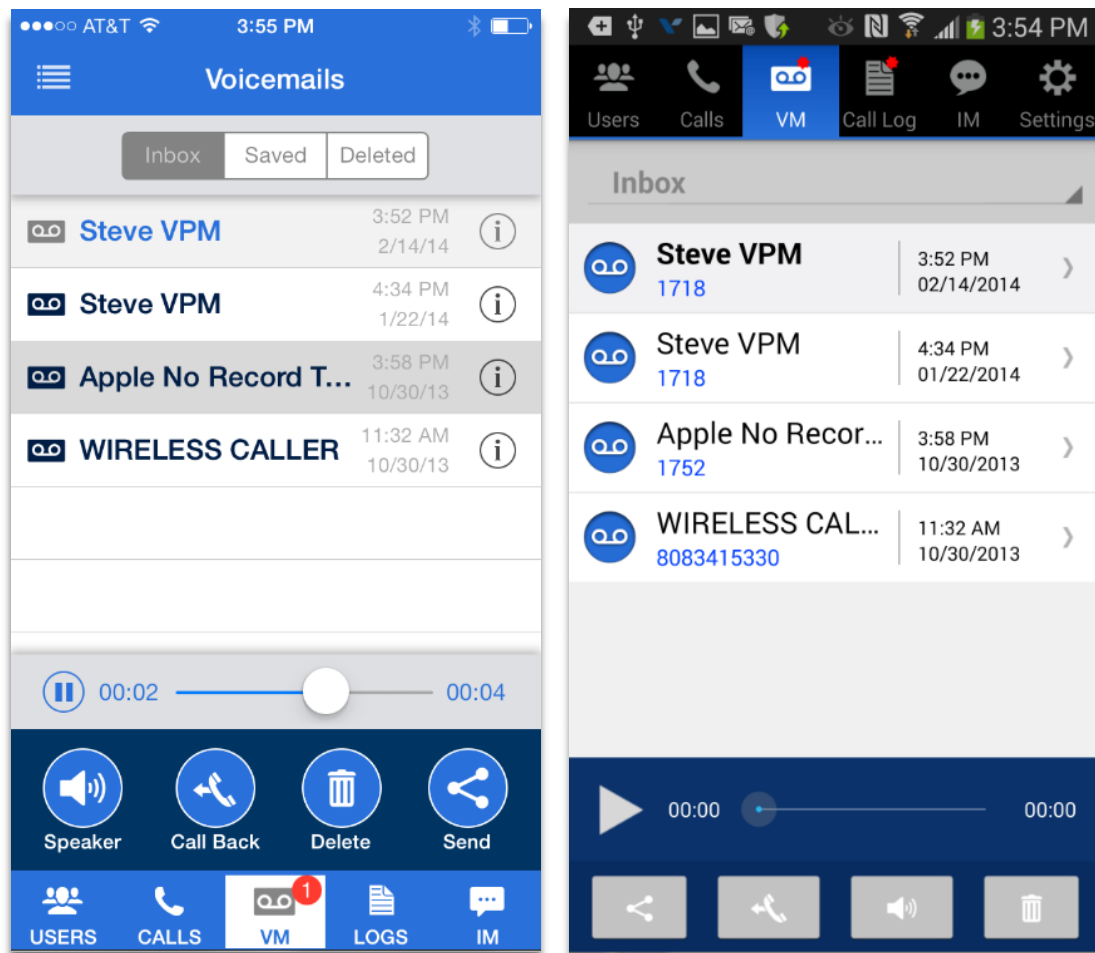 AT&T 3:55 PM
Voicemails
Inbox Saved Deleted
Steve VPM 3:52 PM
2/14/14
Steve VPM 4:34 PM
1/22/14
Apple No Record T... 3:58 PM
10/30/13
WIRELESS CALLER 11:32 AM
10/30/13
00:02 00:04
Speaker Call Back Delete Send
1
USERS CALLS VM LOGS IM
3:54 PM
Users Calls VM Call Log IM Settings
Inbox
Steve VPM 3:52 PM
1718 02/14/2014
Steve VPM 4:34 PM
1718 01/22/2014
Apple No Recor... 3:58 PM
1752 10/30/2013
WIRELESS CAL... 11:32 AM
8083415330 10/30/2013
00:00 00:00